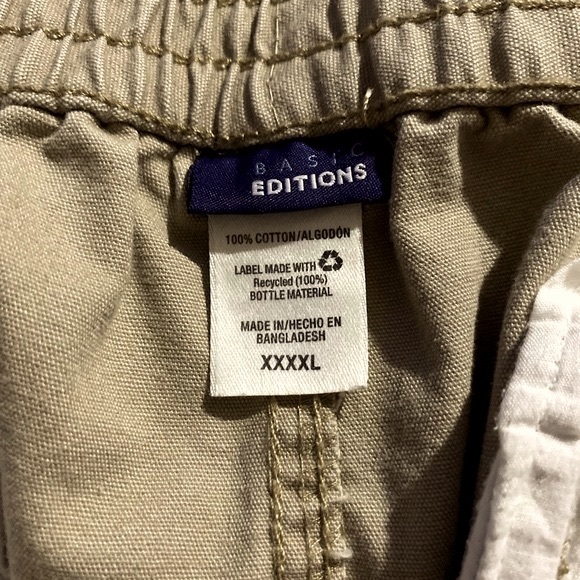 BASIC
EDITIONS
100% COTTON/ALGODÓN
LABEL MADE WITH
Recycled (100%)
BOTTLE MATERIAL
MADE IN/HECHO EN
BANGLADESH
XXXXL